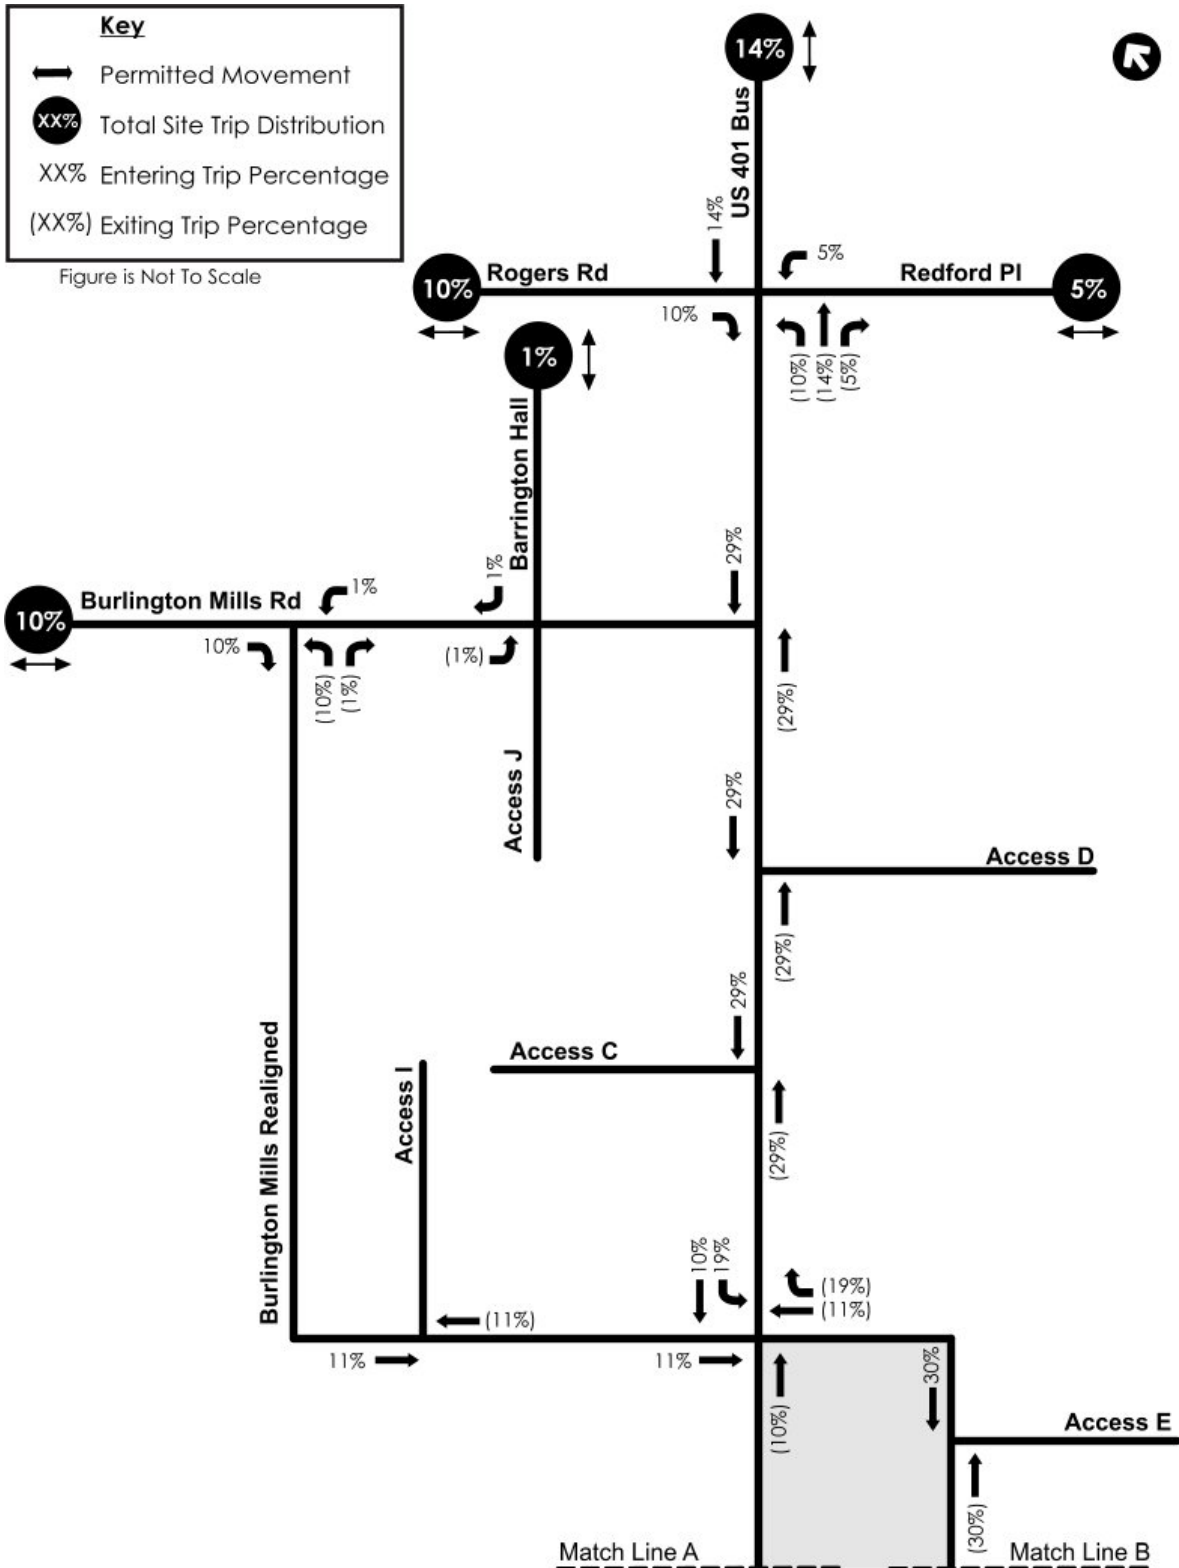 Key
Permitted Movement
XX% Total Site Trip Distribution
XX% Entering Trip Percentage
(XX%) Exiting Trip Percentage
Figure is Not To Scale
14%
US 401 Bus
14%
5%
10%
Rogers Rd
Redford Pl
5%
10%
(10%)
(14%)
(5%)
1%
Barrington Hall
1%
29%
10%
Burlington Mills Rd
1%
10%
(10%)
(1%)
(1%)
(29%)
Access J
29%
Access D
(29%)
29%
Access C
(29%)
Burlington Mills Realigned
Access I
10%
19%
(19%)
(11%)
(11%)
11%
11%
(10%)
30%
Access E
(30%)
Match Line A
Match Line B